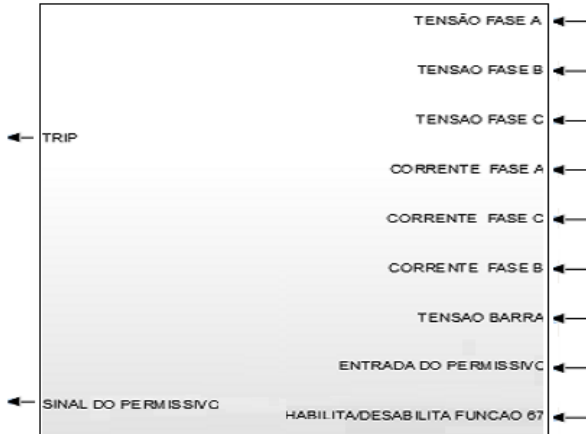 TENSÃO FASE A
TENSAO FASE B
TENSAO FASE C
TRIP
CORRENTE FASE A
CORRENTE FASE C
CORRENTE FASE B
TENSAO BARRA
ENTRADA DO PERMISSIVO
SINAL DO PERMISSIVO
HABILITA/DESABILITA FUNCAO 67